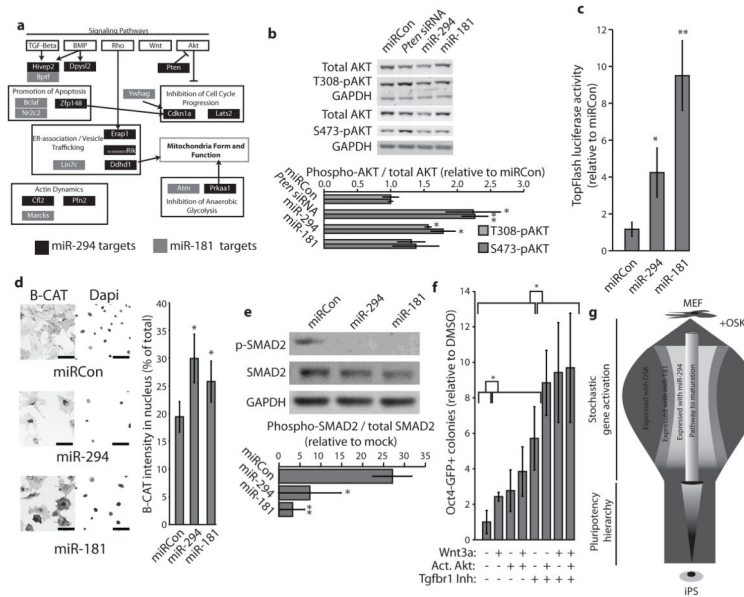 a
Signaling Pathways
TGF-Beta BMP Rho Wnt Akt
Hivep2 Dpysl2
Bptf
Pten
Promotion of Apoptosis
Bclaf Zfp148
Nr2c2
Ywhag
Inhibition of Cell Cycle
Progression
Cdkn1a Lats2
ER-association / Vesicle
Trafficking
Erap1
Rik
Lin7c
Ddhd1
Mitochondria Form and
Function
Actin Dynamics
Cfl2 Pfn2
Marcks
Atm Prkaa1
Inhibition of Anaerobic
Glycolysis
miR-294 targets miR-181 targets
b
miRCon
Pten siRNA
miR-294
miR-181
Total AKT
T308-pAKT
GAPDH
Total AKT
S473-pAKT
GAPDH
Phospho-AKT / total AKT (relative to miRCon)
0.0 0.5 1.0 1.5 2.0 2.5 3.0
miRCon
Pten siRNA
miR-294
miR-181
*
*
*
*
*
T308-pAKT
S473-pAKT
c
TopFlash luciferase activity
(relative to miRCon)
12
10
8
6
4
2
0
*
**
miRCon
miR-294
miR-181
d
B-CAT Dapi
miRCon
miR-294
miR-181
B-CAT intensity in nucleus (% of total)
40
35
30
25
20
15
10
5
0
*
*
miRCon
miR-294
miR-181
e
miRCon
miR-294
miR-181
p-SMAD2
SMAD2
GAPDH
Phospho-SMAD2 / total SMAD2
(relative to mock)
0 5 10 15 20 25 30 35
miRCon
miR-294
miR-181
*
*
*
f
Oct4-GFP+ colonies (relative to DMSO)
14
12
10
8
6
4
2
0
*
*
*
Wnt3a: - + - + - + - +
Act. Akt: - - + + - - + +
Tgfbr1 Inh: - - - - + + + +
g
MEF
+OSK
Stochastic
gene activation
Pluripotency
hierarchy
Expressed with OSK
Expressed with miR-181
Expressed with miR-294
Pathway to maturation
iPS